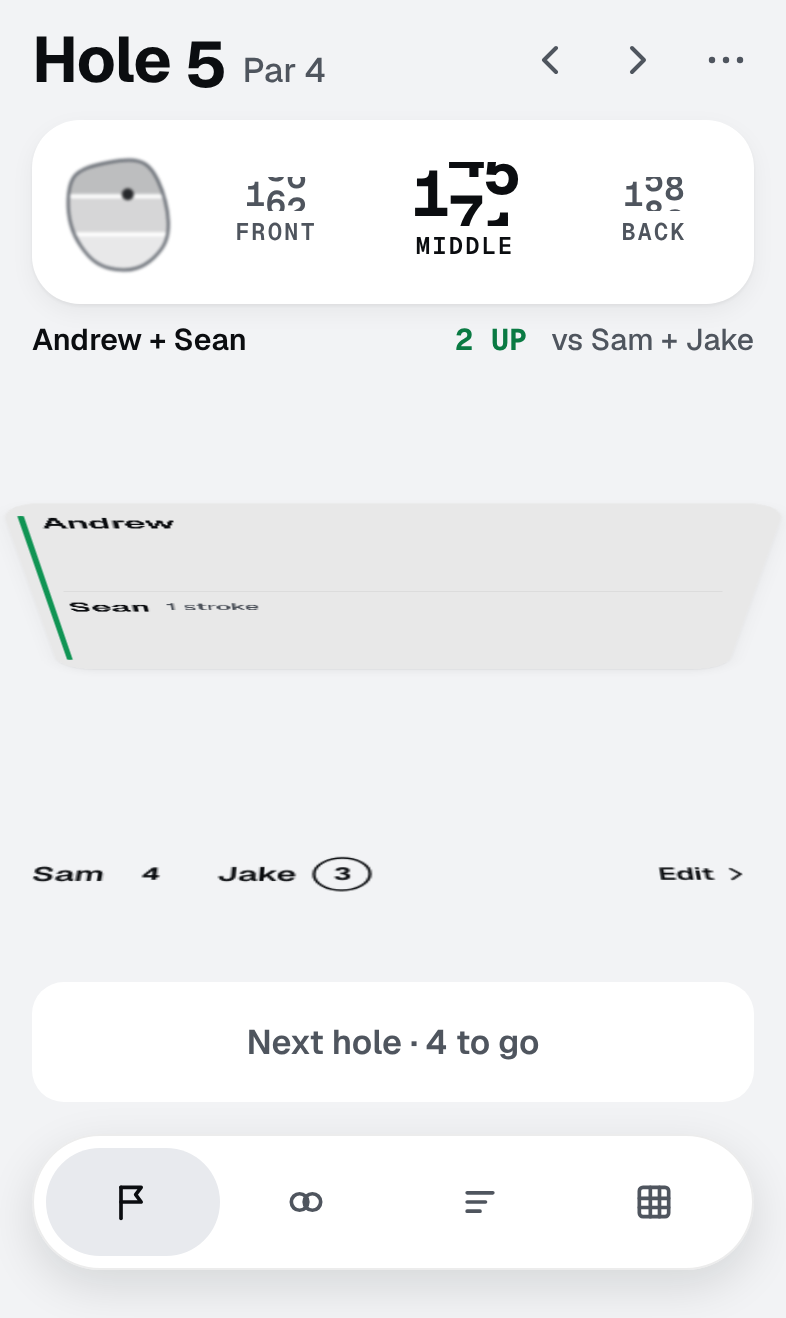 Hole 5 Par 4
FRONT
MIDDLE
BACK
Andrew + Sean 2 UP vs Sam + Jake
Andrew
Sean 1 stroke
Sam 4 Jake 3 Edit
Next hole · 4 to go